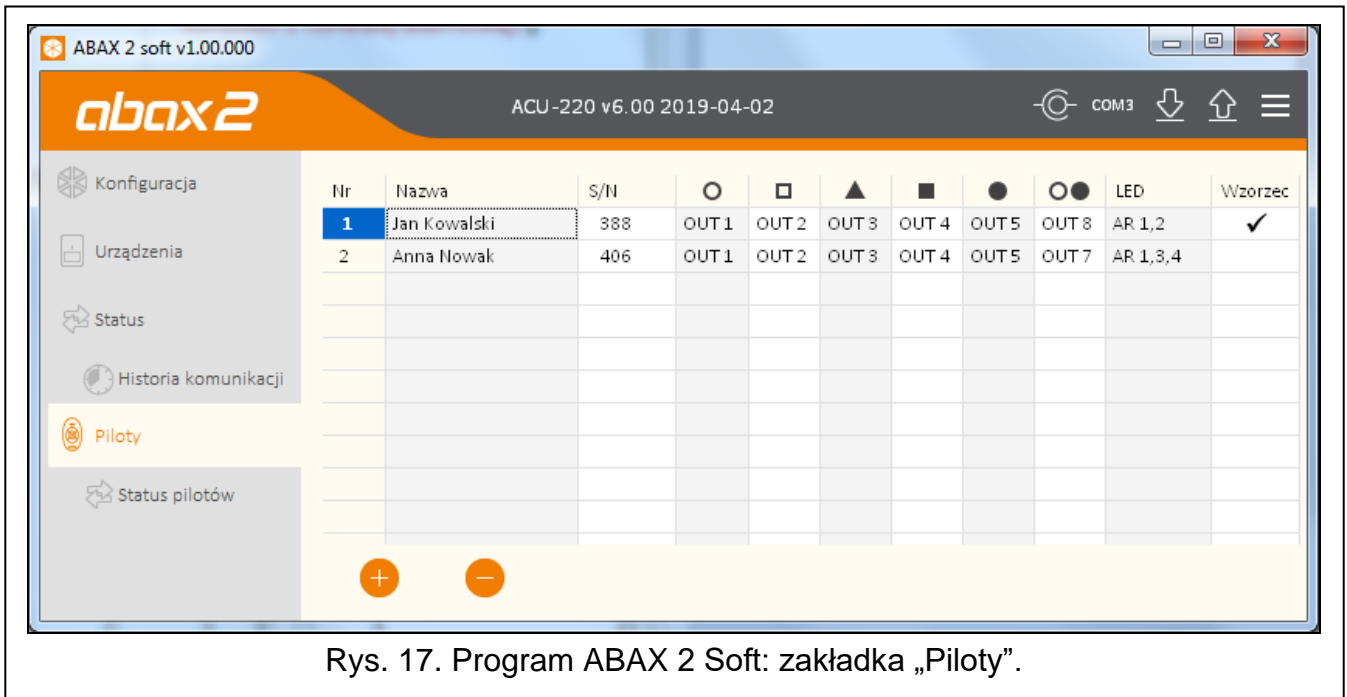 ABAX 2 soft v1.00.000
abax2
ACU-220 v6.00 2019-04-02
COM3
Konfiguracja
Urządzenia
Status
Historia komunikacji
Piloty
Status pilotów
Nr Nazwa S/N LED Wzorzec
1 Jan Kowalski 388 OUT 1 OUT 2 OUT 3 OUT 4 OUT 5 OUT 8 AR 1,2
2 Anna Nowak 406 OUT 1 OUT 2 OUT 3 OUT 4 OUT 5 OUT 7 AR 1,3,4
Rys. 17. Program ABAX 2 Soft: zakładka „Piloty”.